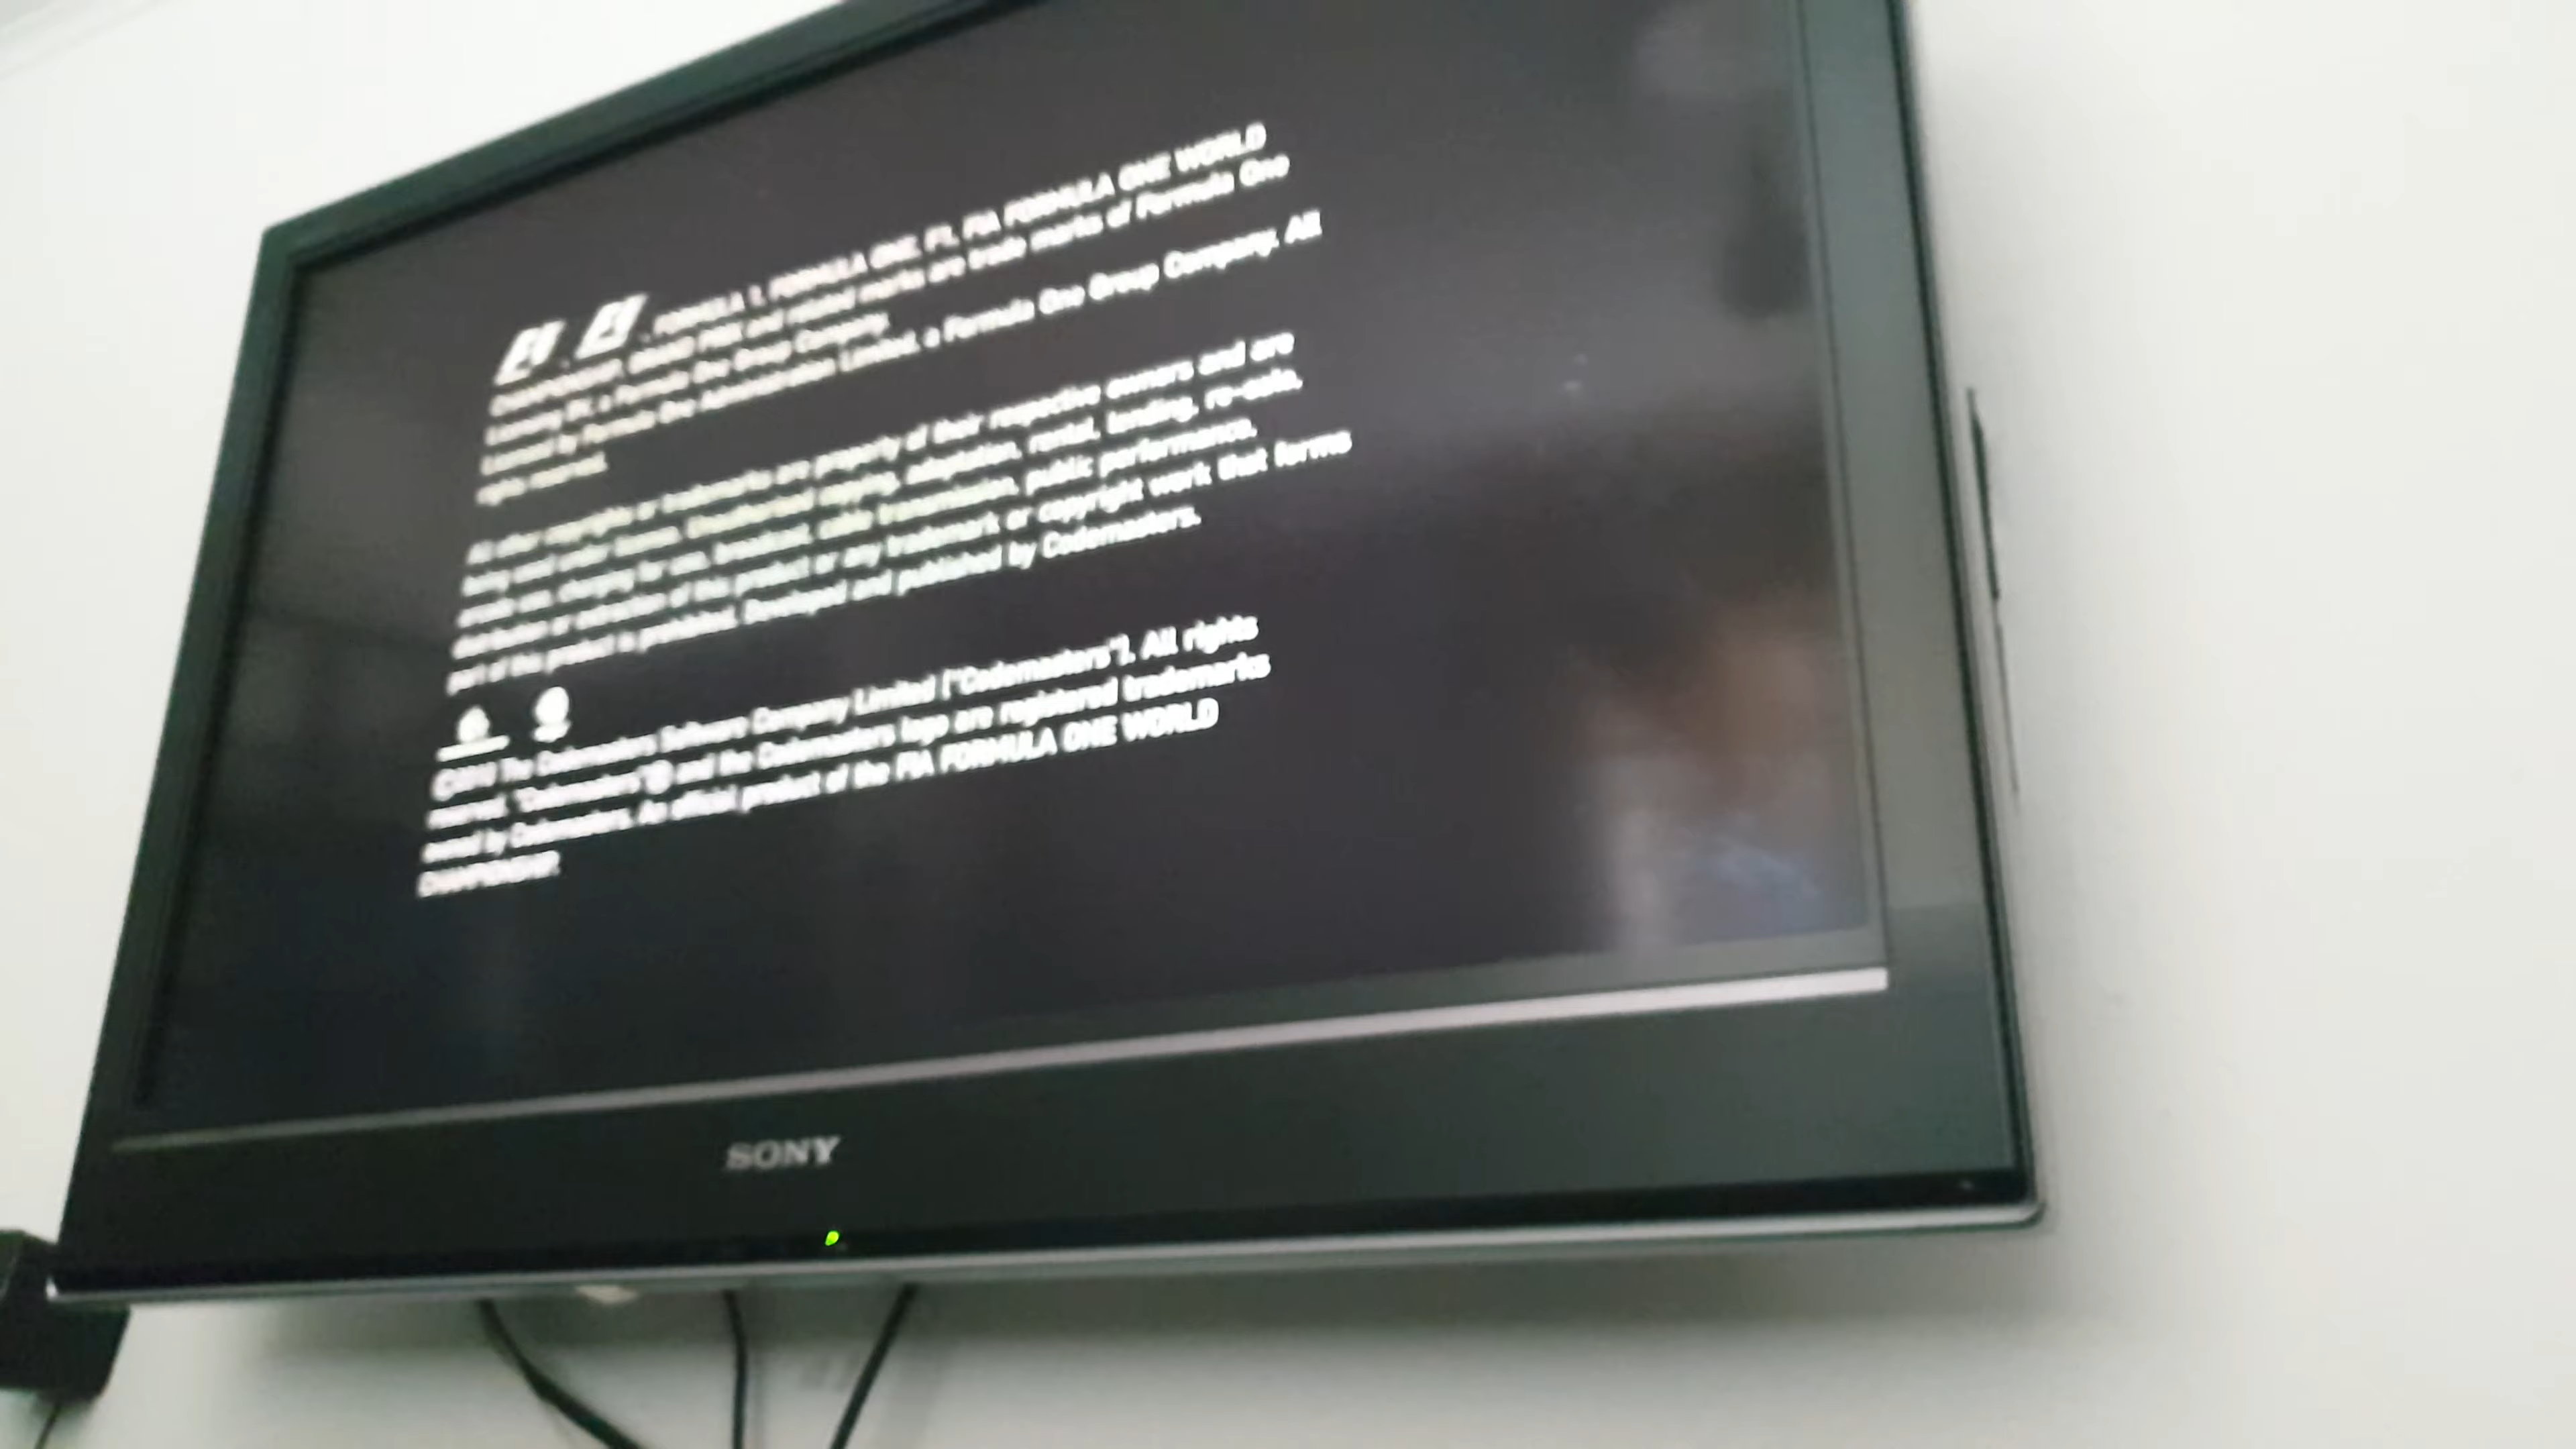 F1, F1, FORMULA 1, FORMULA ONE, F1, FIA FORMULA ONE WORLD
CHAMPIONSHIP, GRAND PRIX and related marks are trade marks of Formula One
Licensing BV, a Formula One Group Company.
Licensed by Formula One Administration Limited, a Formula One Group Company. All
rights reserved.
All other copyrights or trademarks are property of their respective owners and are
being used under license. Unauthorised copying, adaptation, rental, lending, re-sale,
arcade use, charging for use, broadcast, cable transmission, public performance,
distribution or extraction of this product or any trademark or copyright work that forms
part of this product is prohibited. Developed and published by Codemasters.
The Codemasters Software Company Limited ("Codemasters"). All rights
reserved. "Codemasters"® and the Codemasters logo are registered trademarks
owned by Codemasters. An official product of the FIA FORMULA ONE WORLD
CHAMPIONSHIP.
SONY